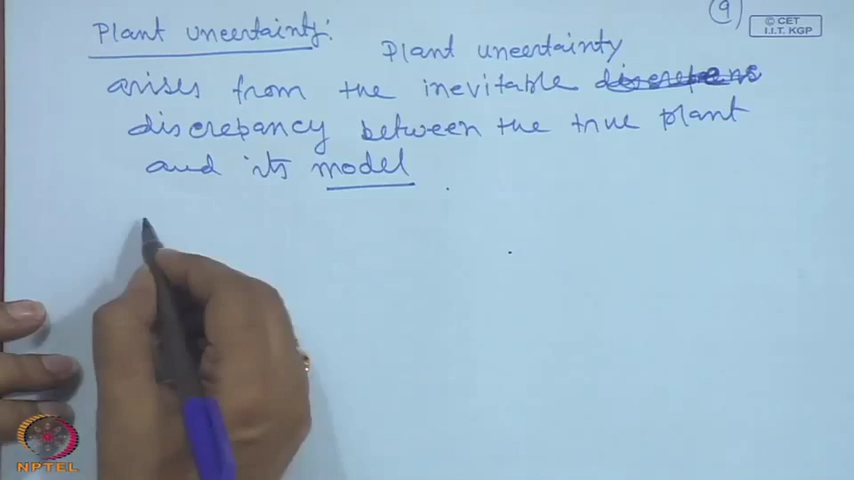 9
© CET
I.I.T. KGP
Plant uncertainty:
Plant uncertainty
arises from the inevitable
discrepancy between the true plant
and its model.
NPTEL